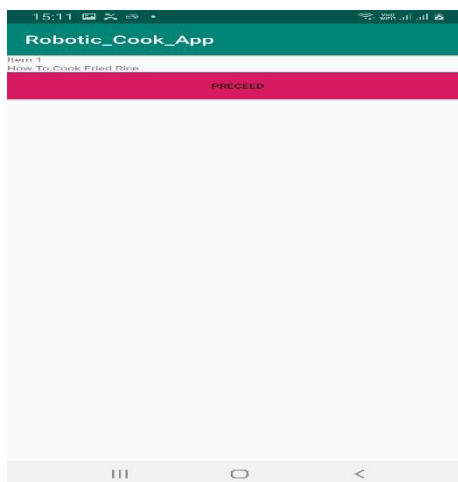 15:11
Robotic_Cook_App
Item 1
How To Cook Fried Rice
PRECEED